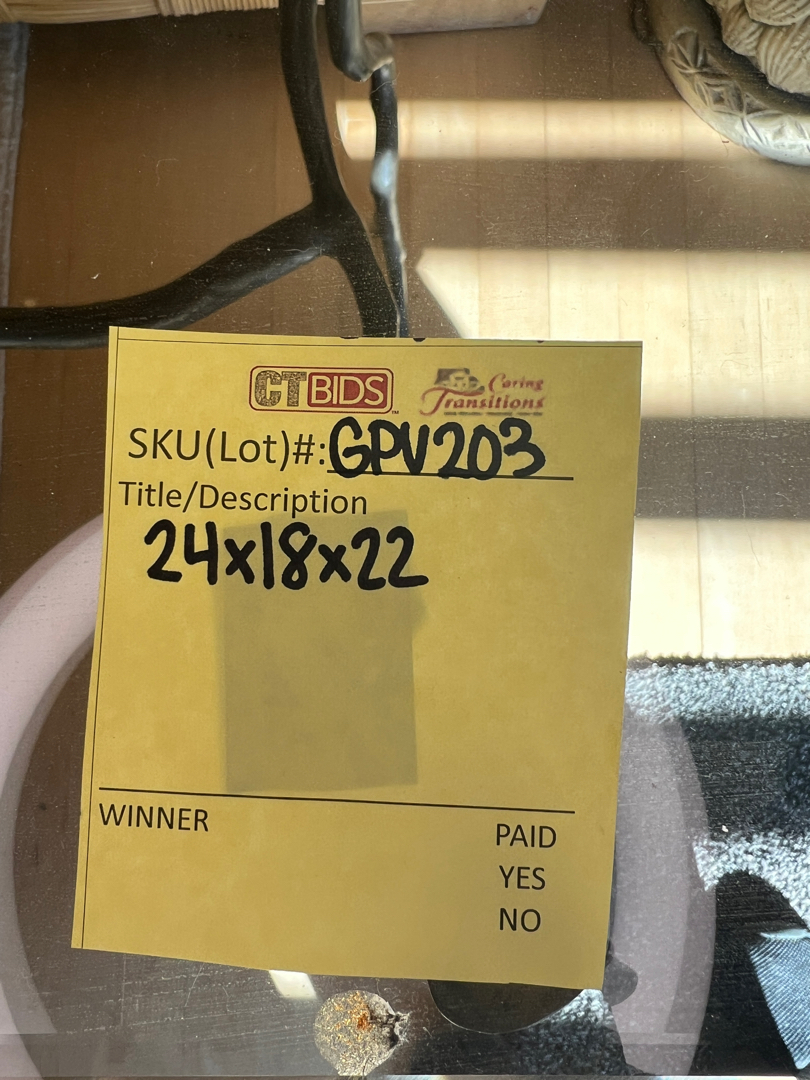 CTBIDS
Caring
Transitions
SKU(Lot)#:GPV203
Title/Description
24x18x22
WINNER
PAID
YES
NO